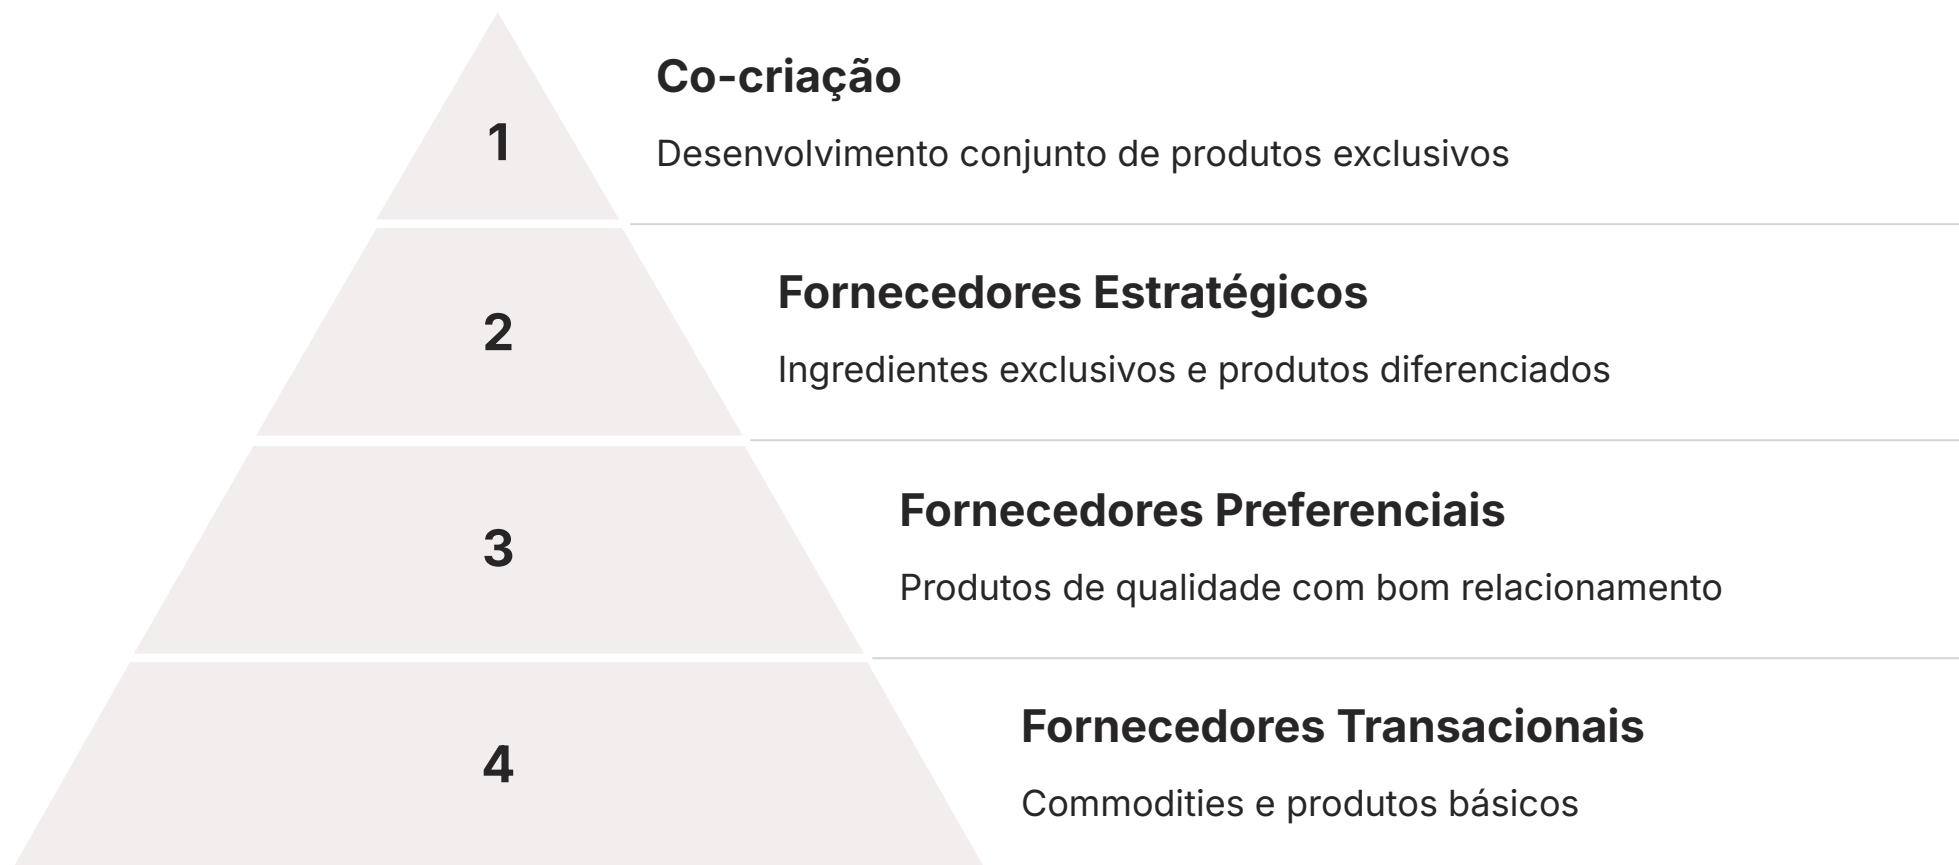 1
Co-criação
Desenvolvimento conjunto de produtos exclusivos
2
Fornecedores Estratégicos
Ingredientes exclusivos e produtos diferenciados
3
Fornecedores Preferenciais
Produtos de qualidade com bom relacionamento
4
Fornecedores Transacionais
Commodities e produtos básicos